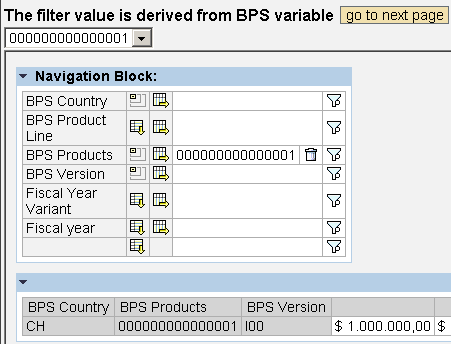 The filter value is derived from BPS variable go to next page
000000000000001
Navigation Block:
BPS Country
BPS Product
Line
BPS Products 000000000000001
BPS Version
Fiscal Year
Variant
Fiscal year
BPS Country BPS Products BPS Version
CH 000000000000001 I00 $ 1.000.000,00 $